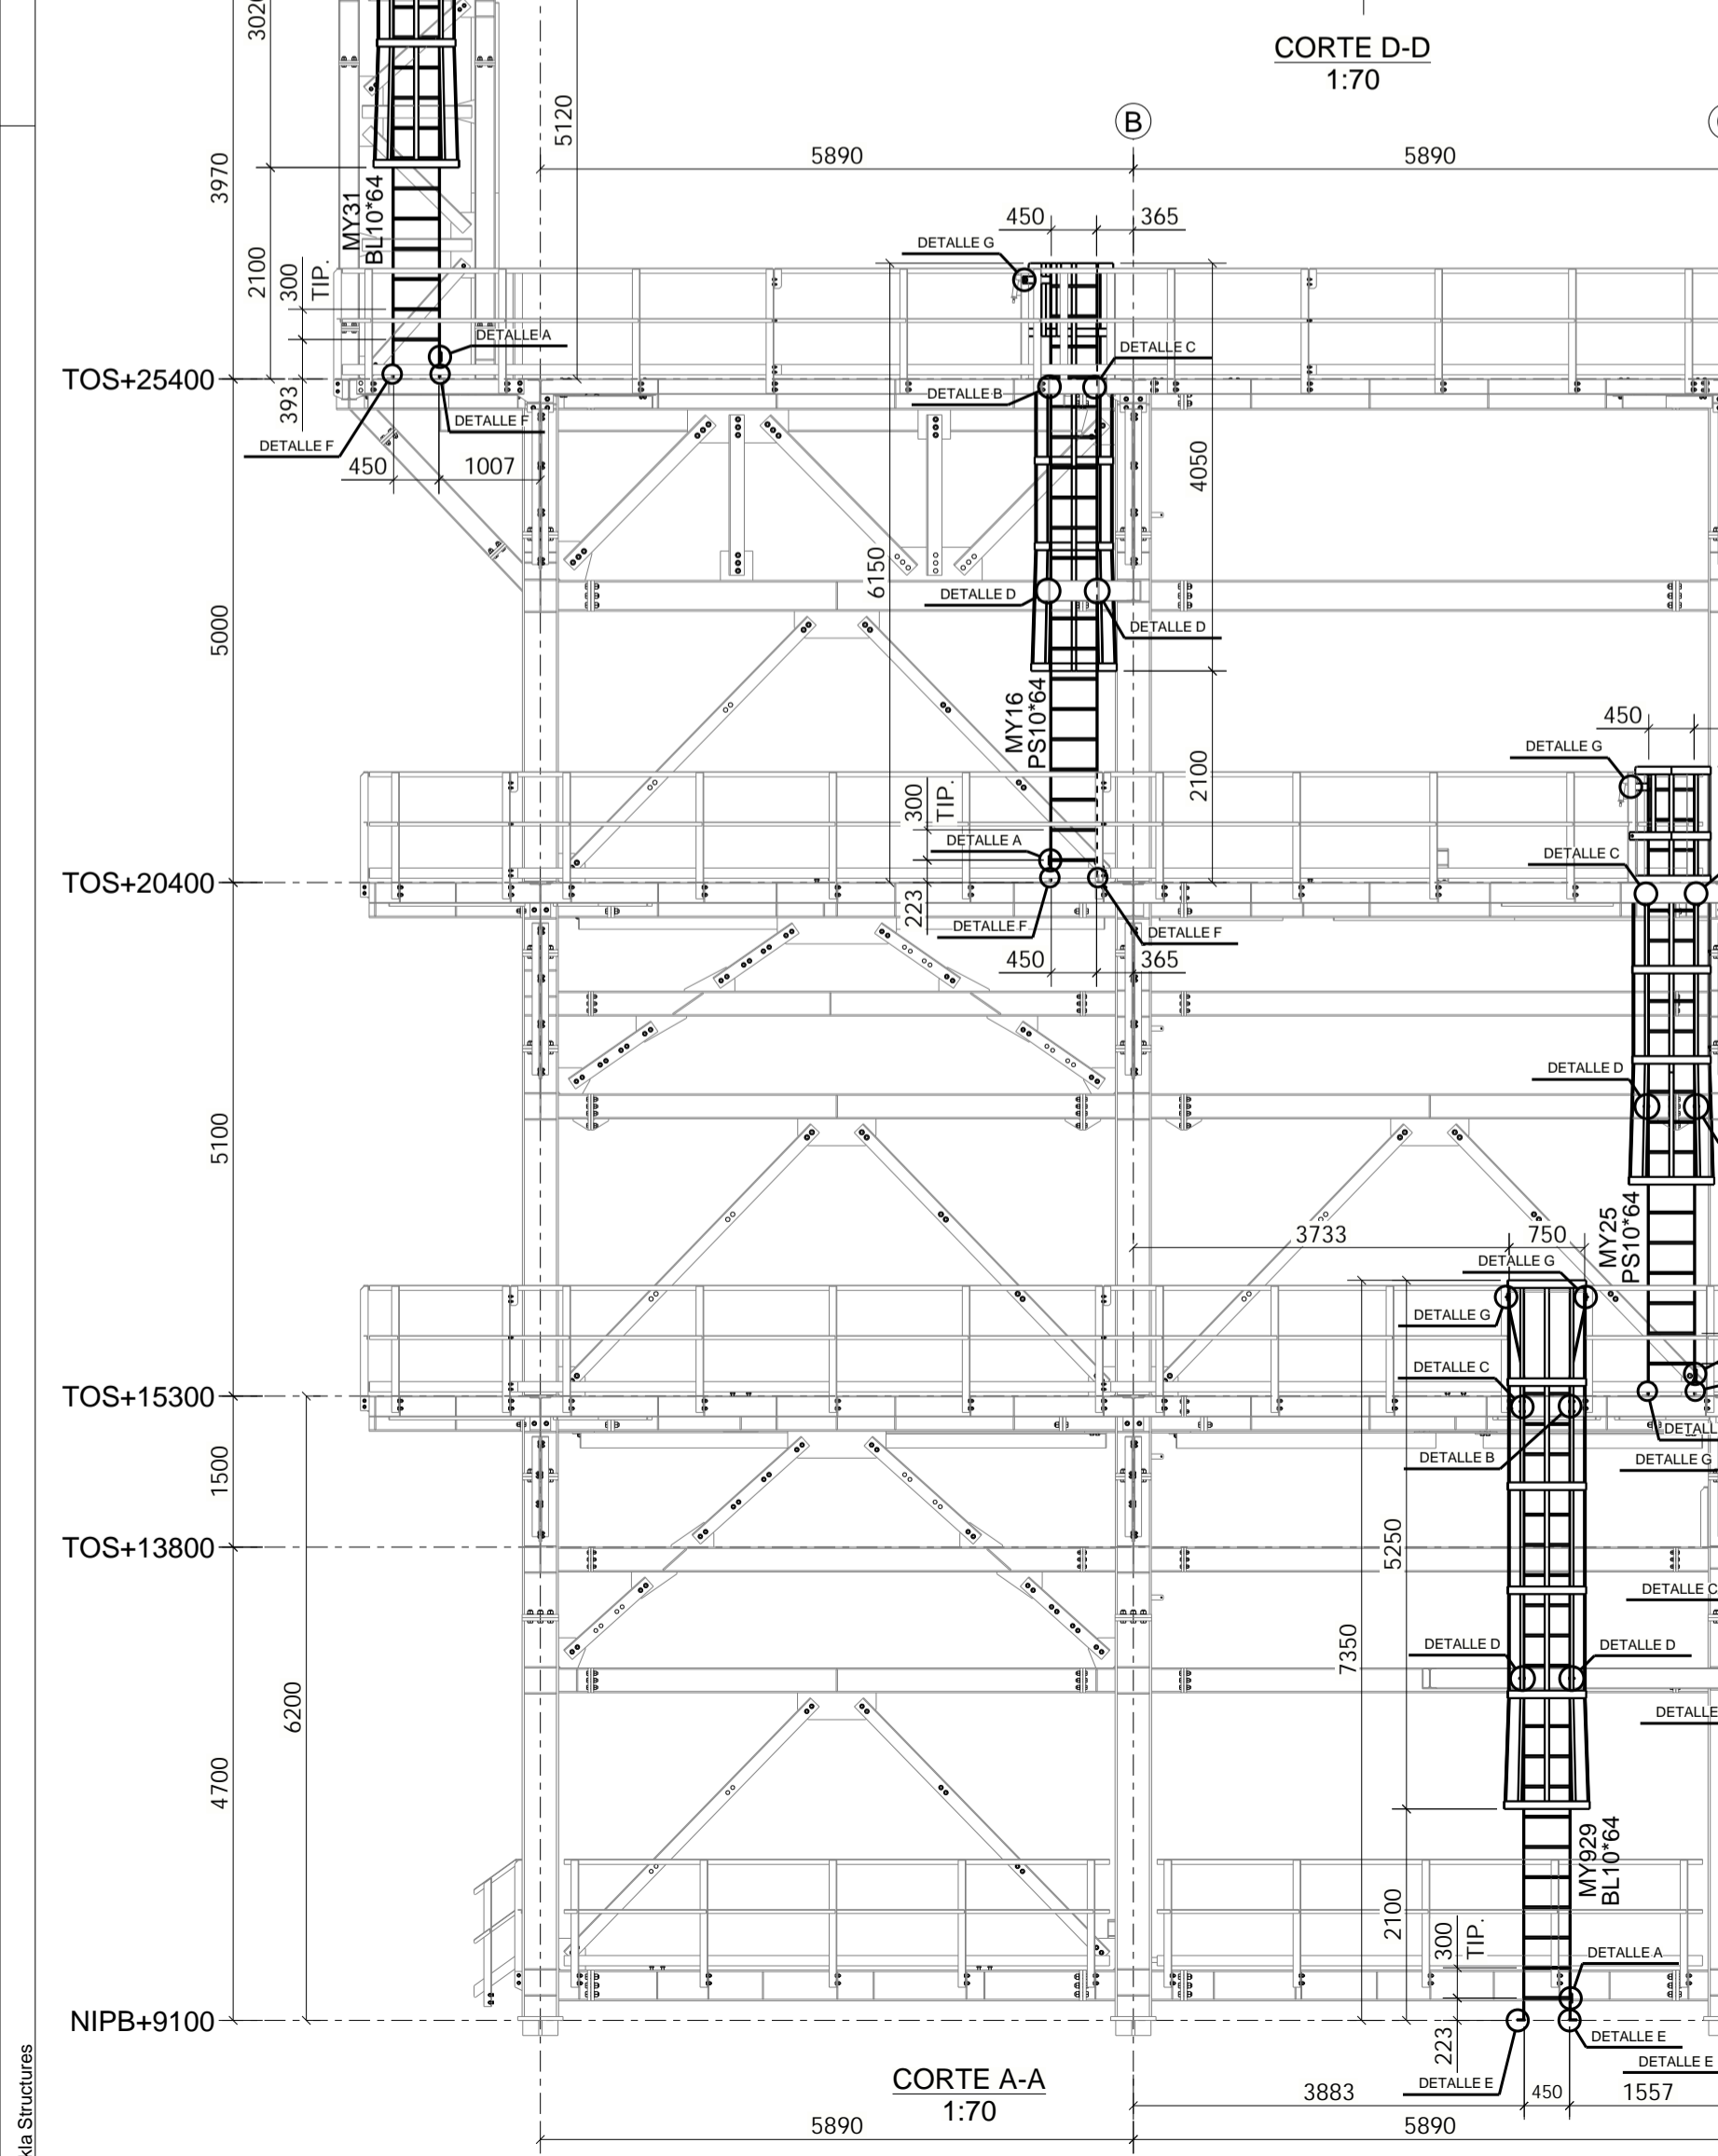 3020
CORTE D-D
1:70
B
5120
5890
5890
3970
MY31
BL10*64
450
365
DETALLE G
2100
300
TIP.
DETALLE A
DETALLE C
TOS+25400
DETALLE B
393
DETALLE F
DETALLE F
450
1007
4050
6150
DETALLE D
DETALLE D
5000
MY16
PS10*64
450
DETALLE G
2100
300
TIP.
DETALLE A
DETALLE C
TOS+20400
223
DETALLE F
DETALLE F
450
365
DETALLE D
5100
MY25
PS10*64
3733
750
DETALLE G
DETALLE G
DETALLE C
TOS+15300
DETALL
DETALLE B
DETALLE G
1500
TOS+13800
5250
DETALLE C
7350
DETALLE D
DETALLE D
6200
DETALLE
4700
MY929
BL10*64
2100
300
TIP.
DETALLE A
NIPB+9100
223
DETALLE E
DETALLE E
DETALLE E
CORTE A-A
1:70
3883
450
1557
5890
5890
kla Structures